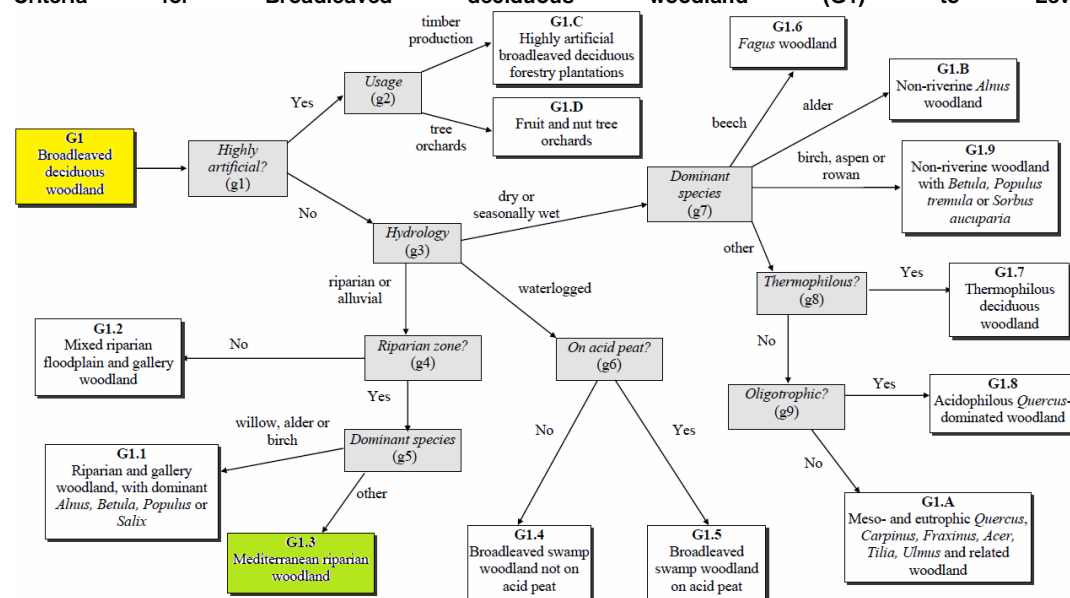 Criteria for Broadleaved deciduous woodland (G1) to
timber
production
G1.C
Highly artificial
broadleaved deciduous
forestry plantations
G1.6
Fagus woodland
Usage
(g2)
G1.B
Non-riverine Alnus
woodland
Yes
alder
G1.D
Fruit and nut tree
orchards
beech
tree
orchards
G1
Broadleaved
deciduous
woodland
Highly
artificial?
(g1)
birch, aspen or
rowan
G1.9
Non-riverine woodland
with Betula, Populus
tremula or Sorbus
aucuparia
Dominant
species
(g7)
dry or
seasonally wet
No
Hydrology
(g3)
other
riparian or
alluvial
waterlogged
Thermophilous?
(g8)
Yes
G1.7
Thermophilous
deciduous
woodland
G1.2
Mixed riparian
floodplain and gallery
woodland
No
Riparian zone?
(g4)
On acid peat?
(g6)
No
Yes
Oligotrophic?
(g9)
Yes
G1.8
Acidophilous Quercus-
dominated woodland
willow, alder or
birch
Dominant species
(g5)
No
Yes
G1.1
Riparian and gallery
woodland, with dominant
Alnus, Betula, Populus or
Salix
other
No
G1.3
Mediterranean riparian
woodland
G1.4
Broadleaved swamp
woodland not on
acid peat
G1.5
Broadleaved
swamp woodland
on acid peat
G1.A
Meso- and eutrophic Quercus,
Carpinus, Fraxinus, Acer,
Tilia, Ulmus and related
woodland